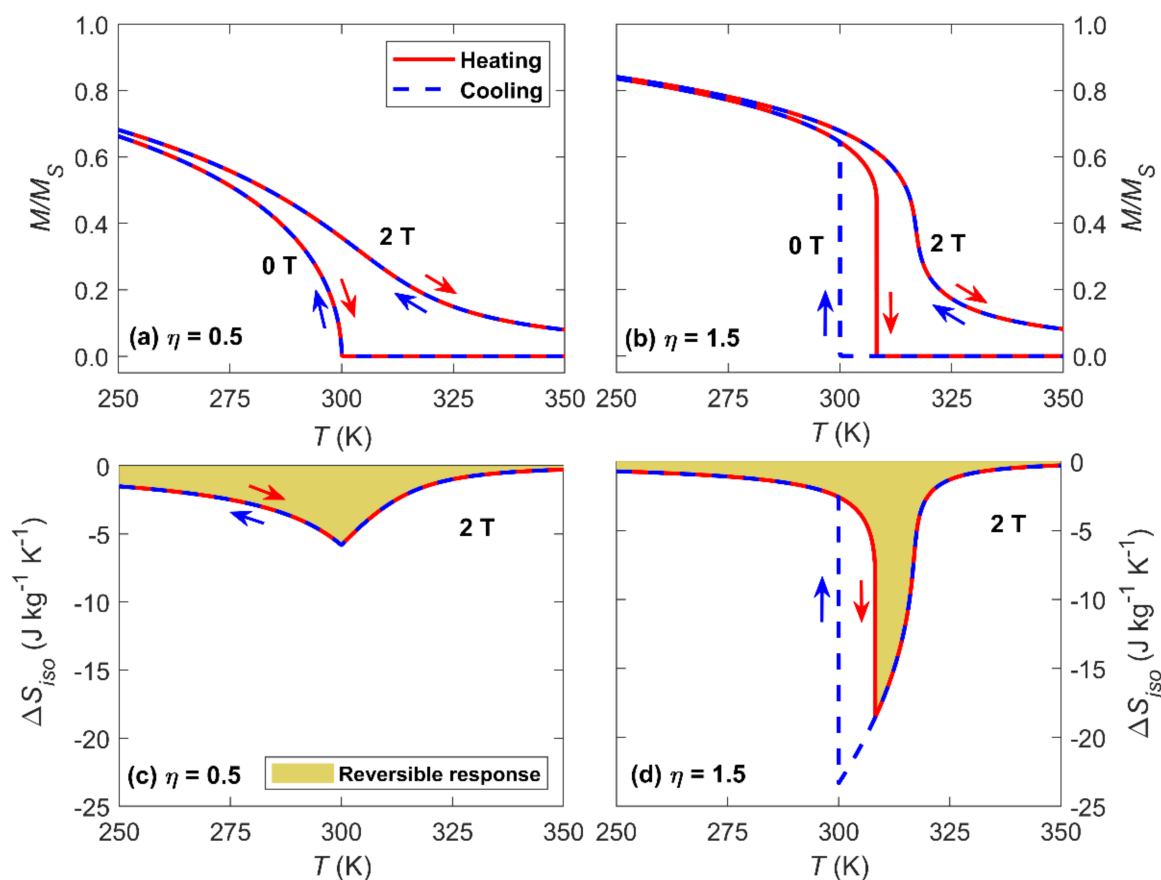 1.0
0.8
0.6
0.4
0.2
0.0
M/M_S
Heating
Cooling
2 T
0 T
(a) η = 0.5
250 275 300 325 350
T (K)
1.0
0.8
0.6
0.4
0.2
0.0
M/M_S
0 T
2 T
(b) η = 1.5
250 275 300 325 350
T (K)
0
-5
-10
-15
-20
-25
ΔS_iso (J kg⁻¹ K⁻¹)
2 T
(c) η = 0.5
Reversible response
250 275 300 325 350
T (K)
0
-5
-10
-15
-20
-25
ΔS_iso (J kg⁻¹ K⁻¹)
2 T
(d) η = 1.5
250 275 300 325 350
T (K)